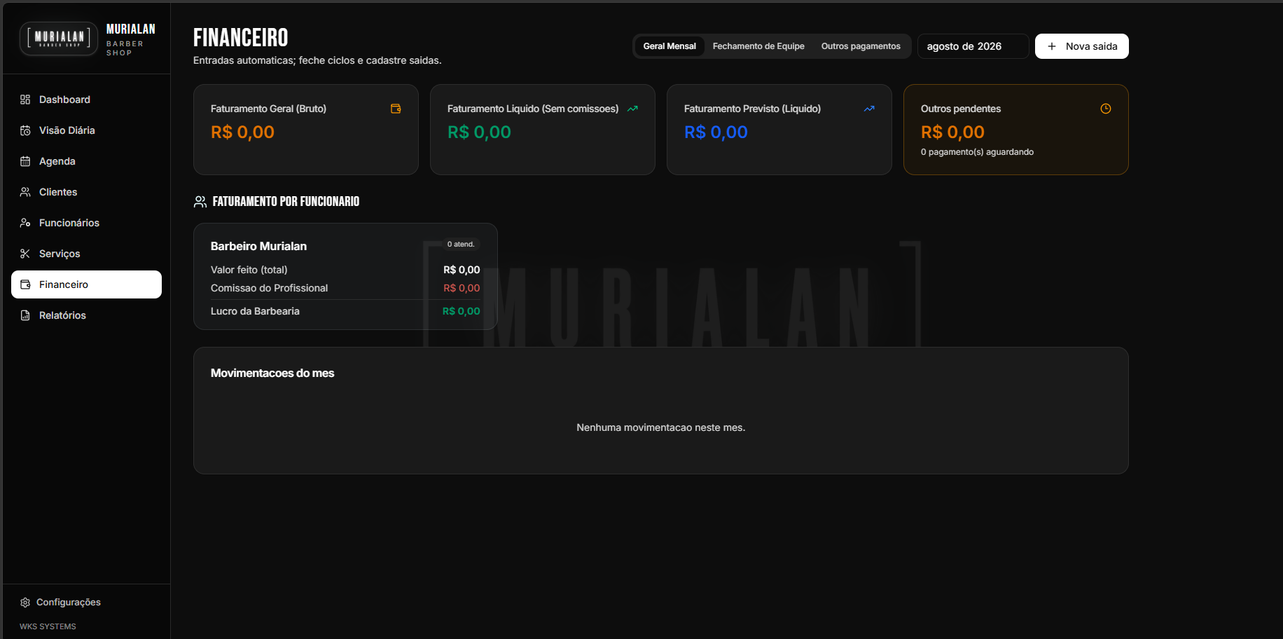 MURIALAN
BARBER SHOP
MURIALAN
BARBER
SHOP
Dashboard
Visão Diária
Agenda
Clientes
Funcionários
Serviços
Financeiro
Relatórios
Configurações
WKS SYSTEMS
FINANCEIRO
Entradas automaticas; feche ciclos e cadastre saidas.
Geral Mensal
Fechamento de Equipe
Outros pagamentos
agosto de 2026
+ Nova saida
Faturamento Geral (Bruto)
R$ 0,00
Faturamento Liquido (Sem comissoes)
R$ 0,00
Faturamento Previsto (Liquido)
R$ 0,00
Outros pendentes
R$ 0,00
0 pagamento(s) aguardando
FATURAMENTO POR FUNCIONARIO
Barbeiro Murialan 0 atend.
Valor feito (total) R$ 0,00
Comissao do Profissional R$ 0,00
Lucro da Barbearia R$ 0,00
MURIALAN
Movimentacoes do mes
Nenhuma movimentacao neste mes.